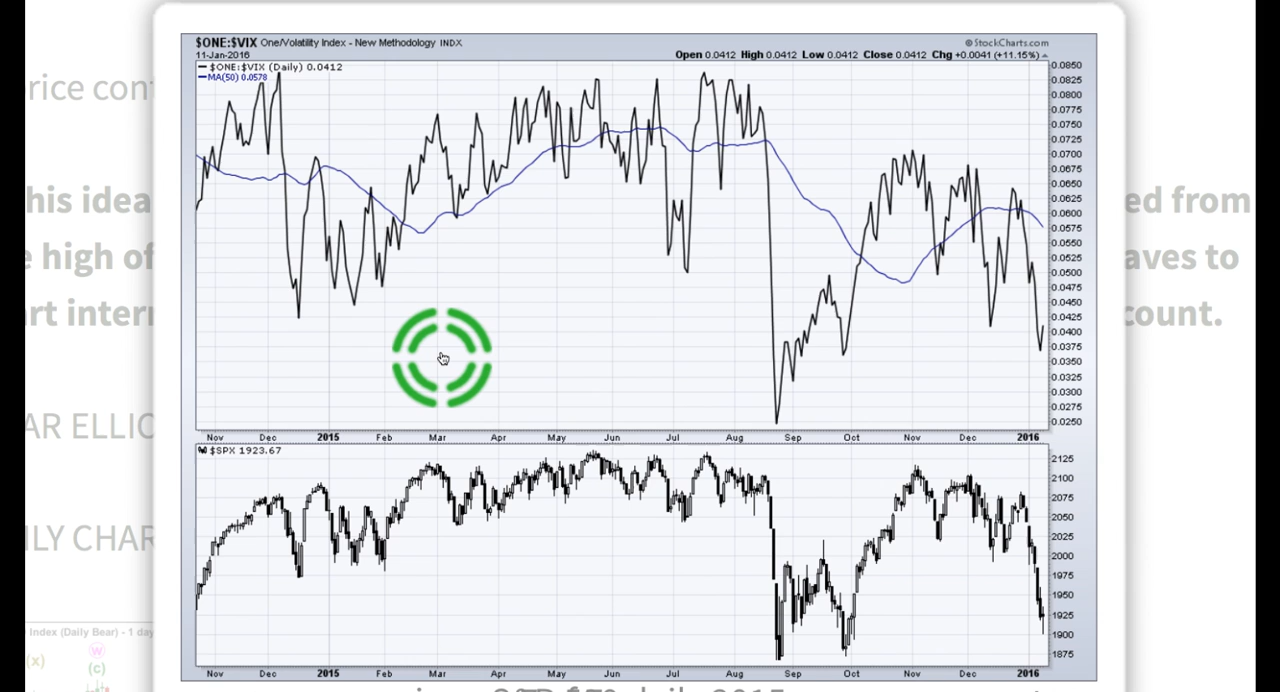 $ONE:$VIX One/Volatility Index - New Methodology INDX
© StockCharts.com
11-Jan-2016
Open 0.0412 High 0.0412 Low 0.0412 Close 0.0412 Chg +0.0041 (+11.15%)
$ONE:$VIX (Daily) 0.0412
MA(50) 0.0578
0.0850
0.0825
0.0800
0.0775
0.0750
0.0725
0.0700
0.0675
0.0650
0.0625
0.0600
0.0575
0.0550
0.0525
0.0500
0.0475
0.0450
0.0425
0.0400
0.0375
0.0350
0.0325
0.0300
0.0275
0.0250
Nov Dec 2015 Feb Mar Apr May Jun Jul Aug Sep Oct Nov Dec 2016
$SPX 1923.67
2125
2100
2075
2050
2025
2000
1975
1950
1925
1900
1875
Nov Dec 2015 Feb Mar Apr May Jun Jul Aug Sep Oct Nov Dec 2016
rice con
his idea
ed from
e high of
aves to
rt inter
count.
AR ELLIO
ILY CHAR
Index (Daily Bear) - 1 day
(x)
W
(c)